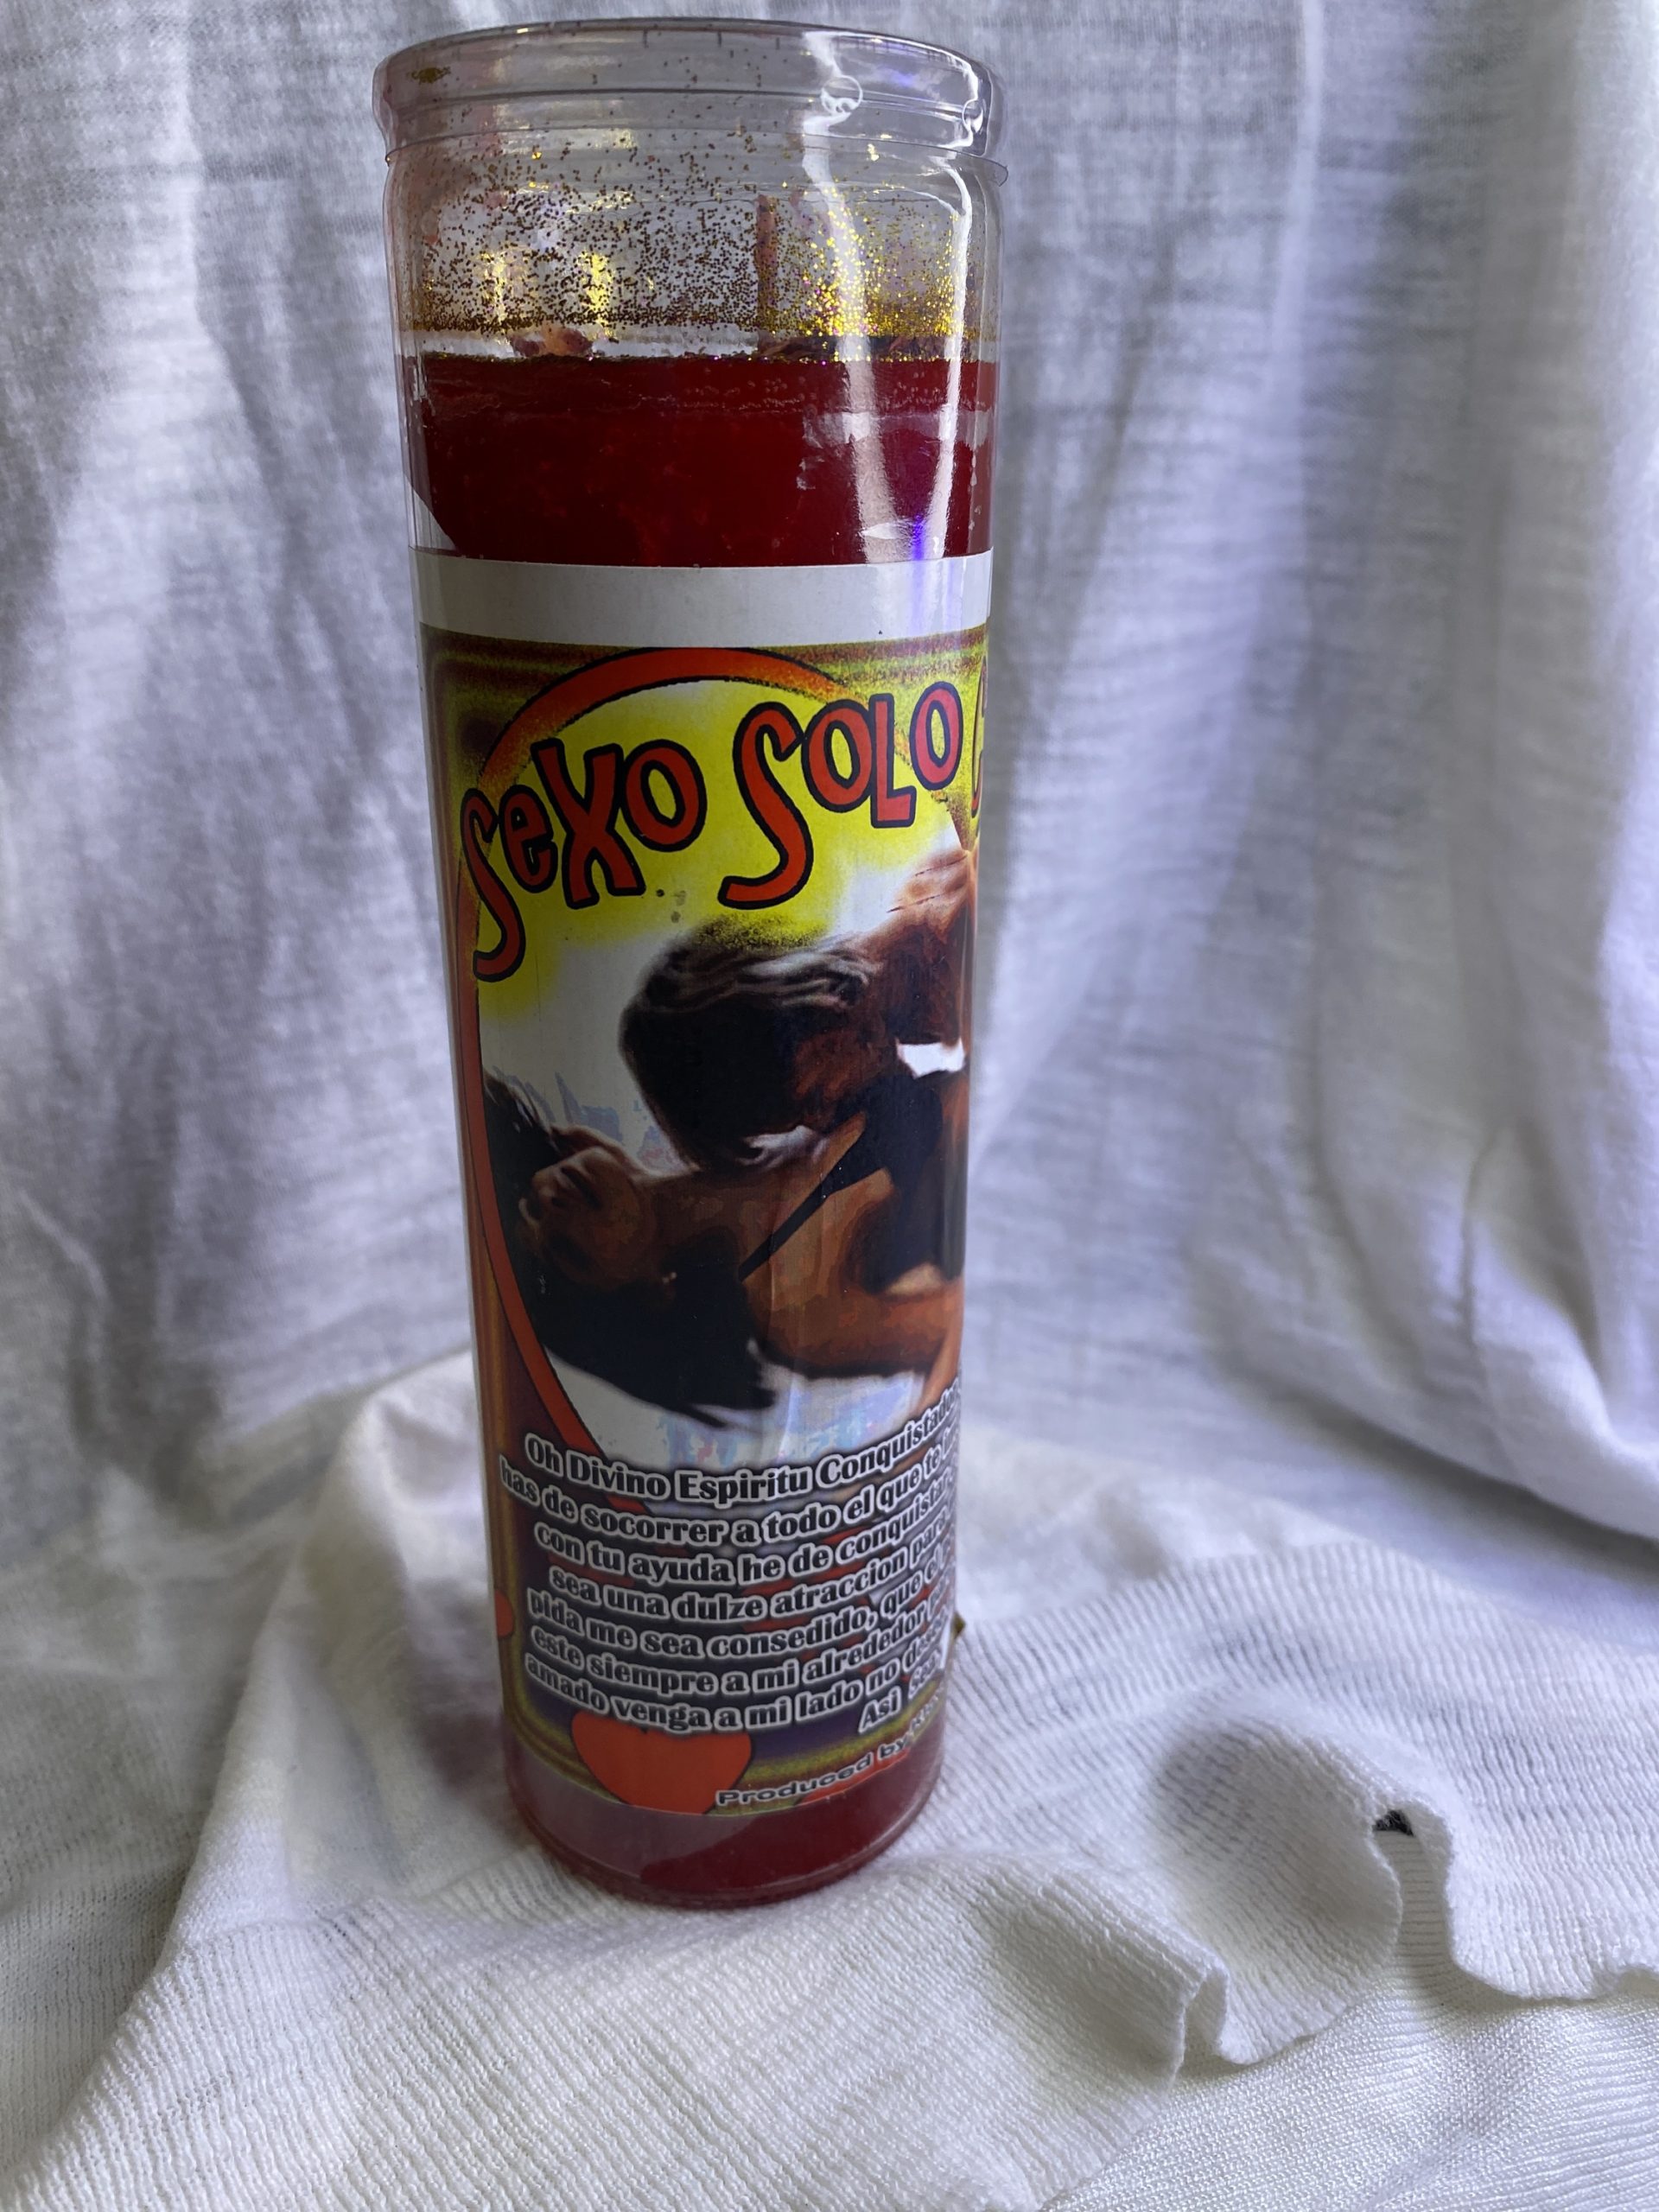 Sexo Solo
Oh Divino Espiritu
has de socorrer a todo el que te
con tu ayuda he de
sea una dulze atraccion para
pida me sea consedido, que
este siempre a mi alrededor
amado venga a mi lado no
Asi sea
Produced by